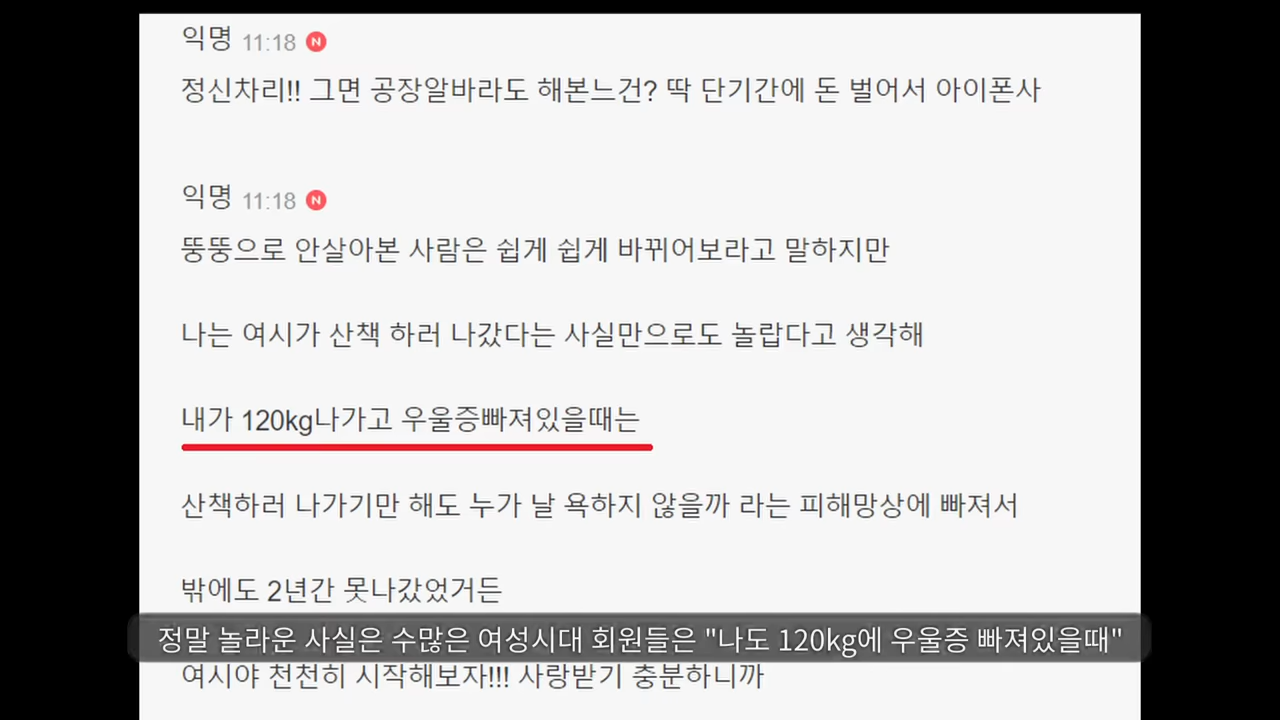 익명 11:18 N
정신차리!! 그면 공장알바라도 해본느건? 딱 단기간에 돈 벌어서 아이폰사
익명 11:18 N
뚱뚱으로 안살아본 사람은 쉽게 쉽게 바뀌어보라고 말하지만
나는 여시가 산책 하러 나갔다는 사실만으로도 놀랍다고 생각해
내가 120kg나가고 우울증빠져있을때는
산책하러 나가기만 해도 누가 날 욕하지 않을까 라는 피해망상에 빠져서
밖에도 2년간 못나갔었거든
정말 놀라운 사실은 수많은 여성시대 회원들은 "나도 120kg에 우울증 빠져있을때"
여시야 천천히 시작해보자!!! 사랑받기 충분하니까